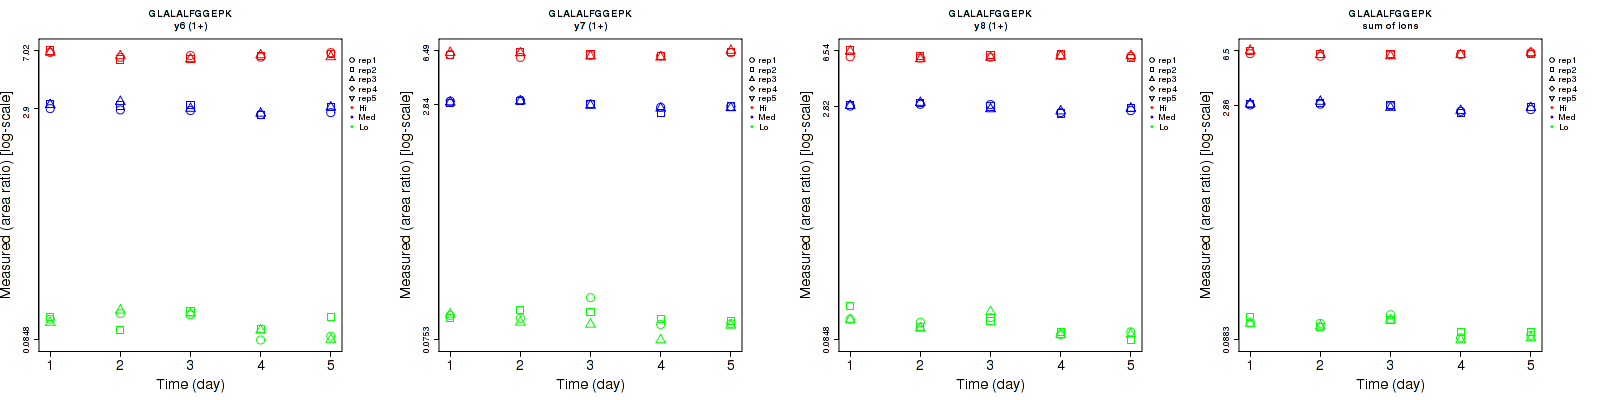 GLALALFGGEPK
y6 (1+)
Measured (area ratio) [log-scale]
7.02
2.9
0.0848
1 2 3 4 5
Time (day)
rep1
rep2
rep3
rep4
rep5
Hi
Med
Lo
GLALALFGGEPK
y7 (1+)
Measured (area ratio) [log-scale]
6.49
2.84
0.0753
1 2 3 4 5
Time (day)
rep1
rep2
rep3
rep4
rep5
Hi
Med
Lo
GLALALFGGEPK
y8 (1+)
Measured (area ratio) [log-scale]
6.54
2.82
0.0848
1 2 3 4 5
Time (day)
rep1
rep2
rep3
rep4
rep5
Hi
Med
Lo
GLALALFGGEPK
sum of ions
Measured (area ratio) [log-scale]
6.5
2.86
0.0883
1 2 3 4 5
Time (day)
rep1
rep2
rep3
rep4
rep5
Hi
Med
Lo